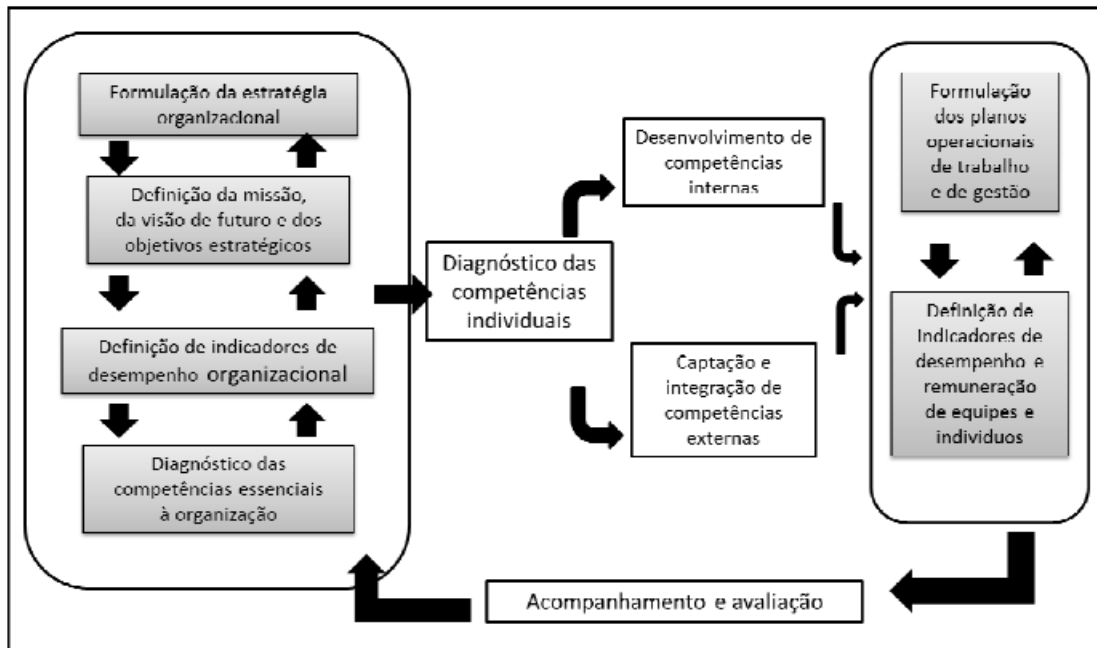 Formulação da estratégia
organizacional
Definição da missão,
da visão de futuro e dos
objetivos estratégicos
Definição de indicadores de
desempenho organizacional
Diagnóstico das
competências essenciais
à organização
Diagnóstico das
competências
individuais
Desenvolvimento de
competências
internas
Captação e
integração de
competências
externas
Formulação
dos planos
operacionais
de trabalho
e de gestão
Definição de
indicadores de
desempenho e
remuneração
de equipes e
individuos
Acompanhamento e avaliação